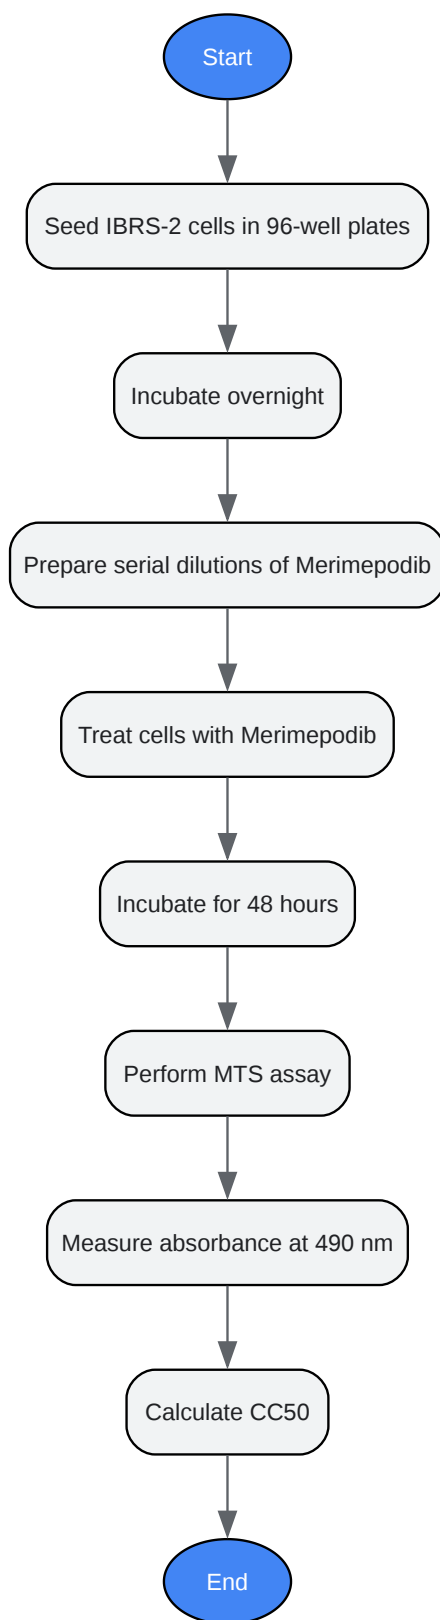 Start
Seed IBRS-2 cells in 96-well plates
Incubate overnight
Prepare serial dilutions of Merimepodib
Treat cells with Merimepodib
Incubate for 48 hours
Perform MTS assay
Measure absorbance at 490 nm
Calculate CC50
End